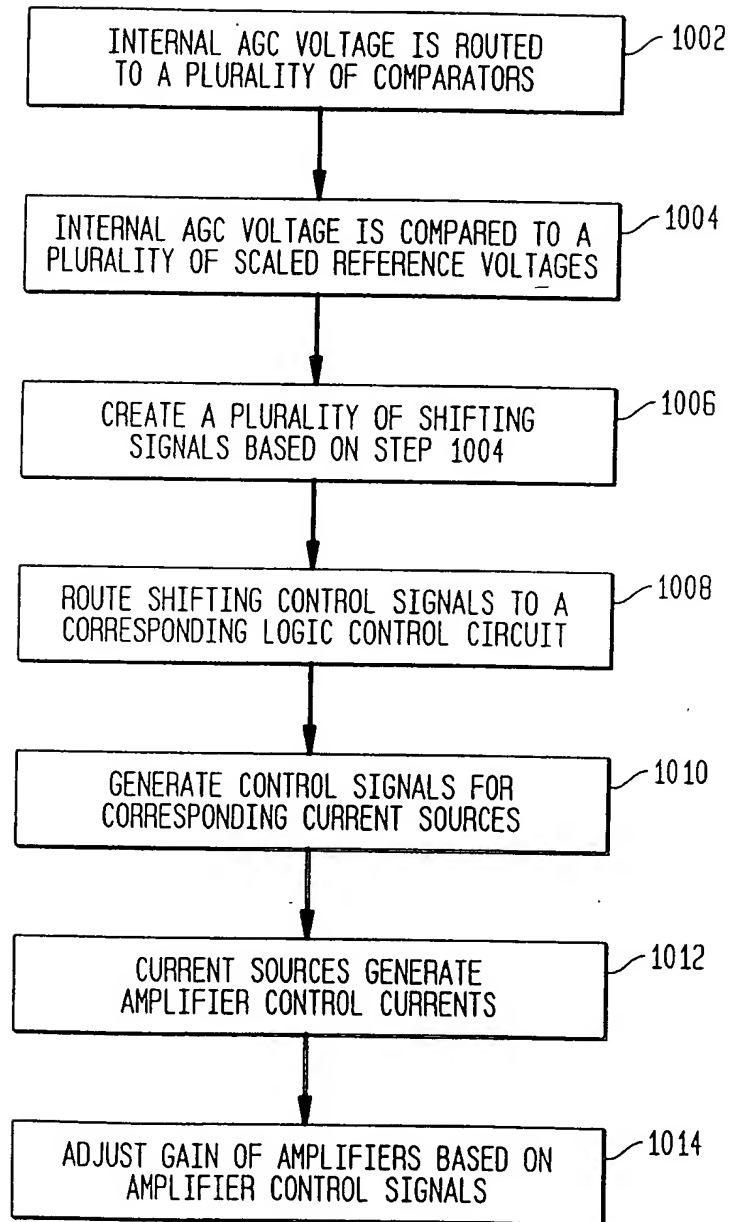 INTERNAL AGC VOLTAGE IS ROUTED
TO A PLURALITY OF COMPARATORS
1002
INTERNAL AGC VOLTAGE IS COMPARED TO A
PLURALITY OF SCALED REFERENCE VOLTAGES
1004
CREATE A PLURALITY OF SHIFTING
SIGNALS BASED ON STEP 1004
1006
ROUTE SHIFTING CONTROL SIGNALS TO A
CORRESPONDING LOGIC CONTROL CIRCUIT
1008
GENERATE CONTROL SIGNALS FOR
CORRESPONDING CURRENT SOURCES
1010
CURRENT SOURCES GENERATE
AMPLIFIER CONTROL CURRENTS
1012
ADJUST GAIN OF AMPLIFIERS BASED ON
AMPLIFIER CONTROL SIGNALS
1014